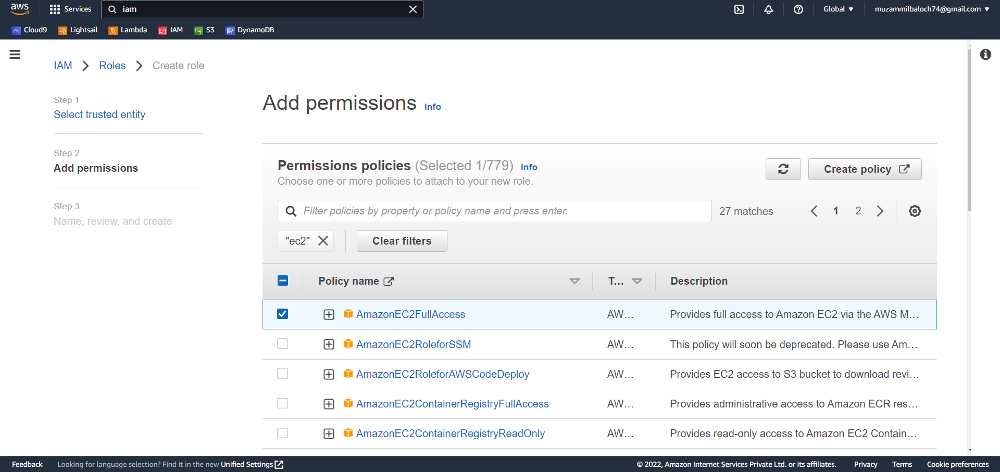 aws Services iam Global muzammilbaloch74@gmail.com
Cloud9 Lightsail Lambda IAM S3 DynamoDB
IAM Roles Create role
Step 1
Select trusted entity
Step 2
Add permissions
Step 3
Name, review, and create
Add permissions Info
Permissions policies (Selected 1/779) Info
Choose one or more policies to attach to your new role.
Create policy
Filter policies by property or policy name and press enter.
27 matches
1 2
"ec2"
Clear filters
Policy name T... Description
AmazonEC2FullAccess AW... Provides full access to Amazon EC2 via the AWS M...
AmazonEC2RoleforSSM AW... This policy will soon be deprecated. Please use Am...
AmazonEC2RoleforAWSCodeDeploy AW... Provides EC2 access to S3 bucket to download revi...
AmazonEC2ContainerRegistryFullAccess AW... Provides administrative access to Amazon ECR res...
AmazonEC2ContainerRegistryReadOnly AW... Provides read-only access to Amazon EC2 Contain...
Feedback Looking for language selection? Find it in the new Unified Settings © 2022, Amazon Internet Services Private Ltd. or its affiliates. Privacy Terms Cookie preferences